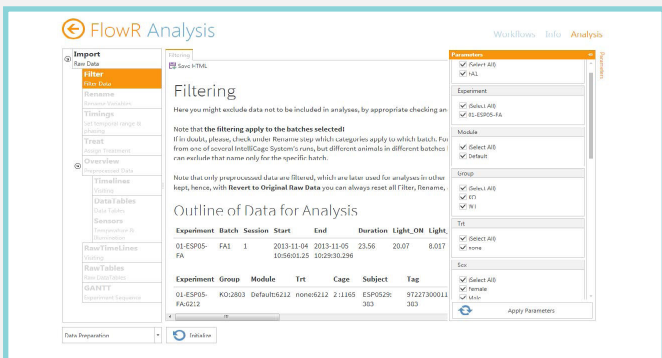 FlowR Analysis
Workflows Info Analysis
Import
Raw Data
Filter
Filter Data
Rename
Rename Variables
Timings
Set temporal range &
phasing
Treat
Assign Treatment
Overview
Preprocessed Data
Timelines
Visiting
DataTables
Data Tables
Sensors
Temperature &
Illumination
RawTimeLines
Visiting
RawTables
Raw DataTables
GANTT
Experiment Sequence
Data Preparation
Initialize
Filtering
Save HTML
Filtering
Here you might exclude data not to be included in analyses, by appropriate checking an
Note that the filtering apply to the batches selected!
If in doubt, please, check under Rename step which categories apply to which batch. For
from one of several IntelliCage System's runs, but different animals in different batches
can exclude that name only for the specific batch.
Note that only preprocessed data are filtered, which are later used for analyses in other
kept, hence, with Revert to Original Raw Data you can always reset all Filter, Rename,
Outline of Data for Analysis
Experiment Batch Session Start End Duration Light_ON Light_
01-ESP05- FA1 1 2013-11-04 2013-11-05 23.56 20.07 8.017
FA 10:56:01.25 10:29:30.296
Experiment Group Module Trt Cage Subject Tag
01-ESP05- KO:2803 Default:6212 none:6212 2:1165 ESP0529: 97227300011
FA:6212 303 303
Parameters
(Select All)
FA1
Experiment
(Select All)
01-ESP05-FA
Module
(Select All)
Default
Group
(Select All)
KO
WT
Trt
(Select All)
none
Sex
(Select All)
Female
Male
Apply Parameters
Parameters